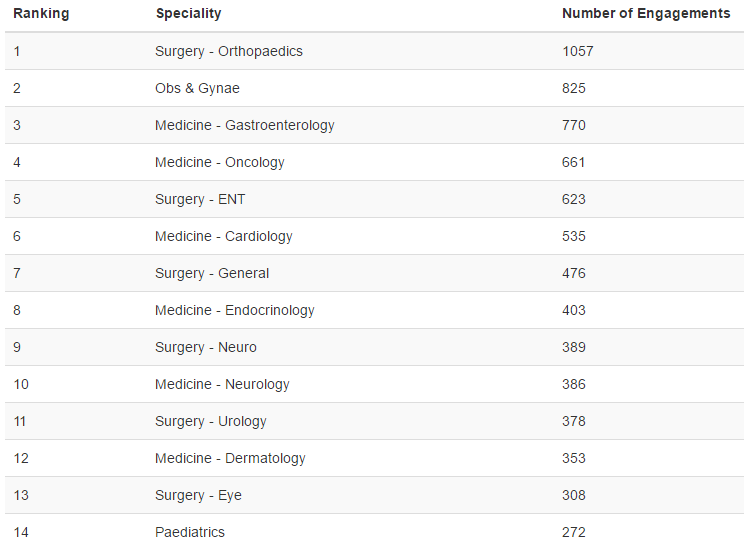 Ranking Speciality Number of Engagements
1 Surgery - Orthopaedics 1057
2 Obs & Gynae 825
3 Medicine - Gastroenterology 770
4 Medicine - Oncology 661
5 Surgery - ENT 623
6 Medicine - Cardiology 535
7 Surgery - General 476
8 Medicine - Endocrinology 403
9 Surgery - Neuro 389
10 Medicine - Neurology 386
11 Surgery - Urology 378
12 Medicine - Dermatology 353
13 Surgery - Eye 308
14 Paediatrics 272